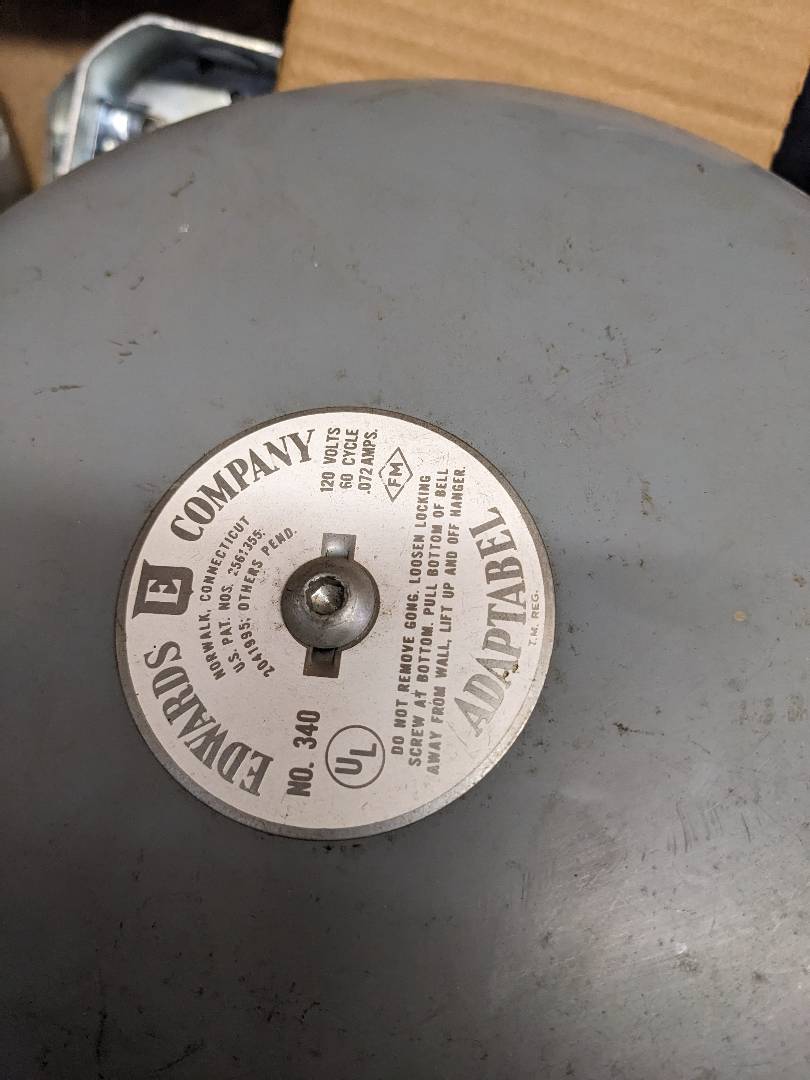 EDWARDS E COMPANY
NORWALK, CONNECTICUT
U.S. PAT. NOS. 2561355;
2041995; OTHERS PEND.
NO. 340
120 VOLTS
60 CYCLE
.072 AMPS.
UL
FM
DO NOT REMOVE GONG. LOOSEN LOCKING
SCREW AT BOTTOM. PULL BOTTOM OF BELL
AWAY FROM WALL, LIFT UP AND OFF HANGER.
ADAPTABEL
T.M. REG.